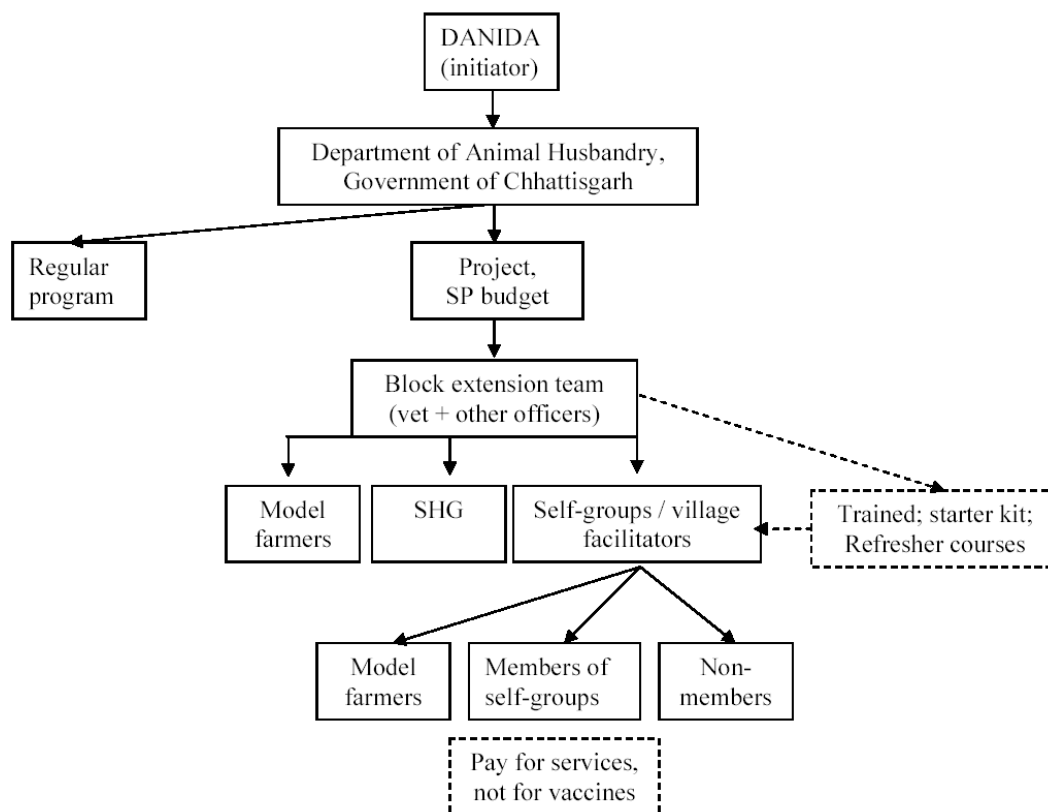 DANIDA
(initiator)
Department of Animal Husbandry,
Government of Chhattisgarh
Regular
program
Project,
SP budget
Block extension team
(vet + other officers)
Model
farmers
SHG
Self-groups / village
facilitators
Trained; starter kit;
Refresher courses
Model
farmers
Members of
self-groups
Non-
members
Pay for services,
not for vaccines